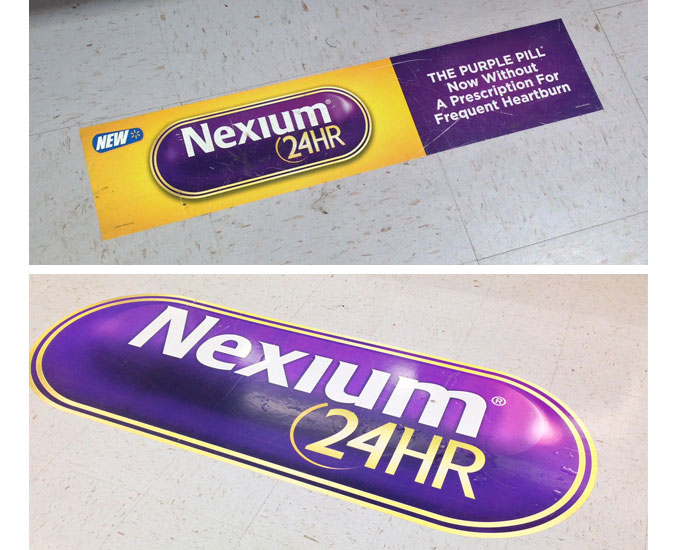 NEW
Nexium®
24HR
THE PURPLE PILL®
Now Without
A Prescription For
Frequent Heartburn
Nexium®
24HR